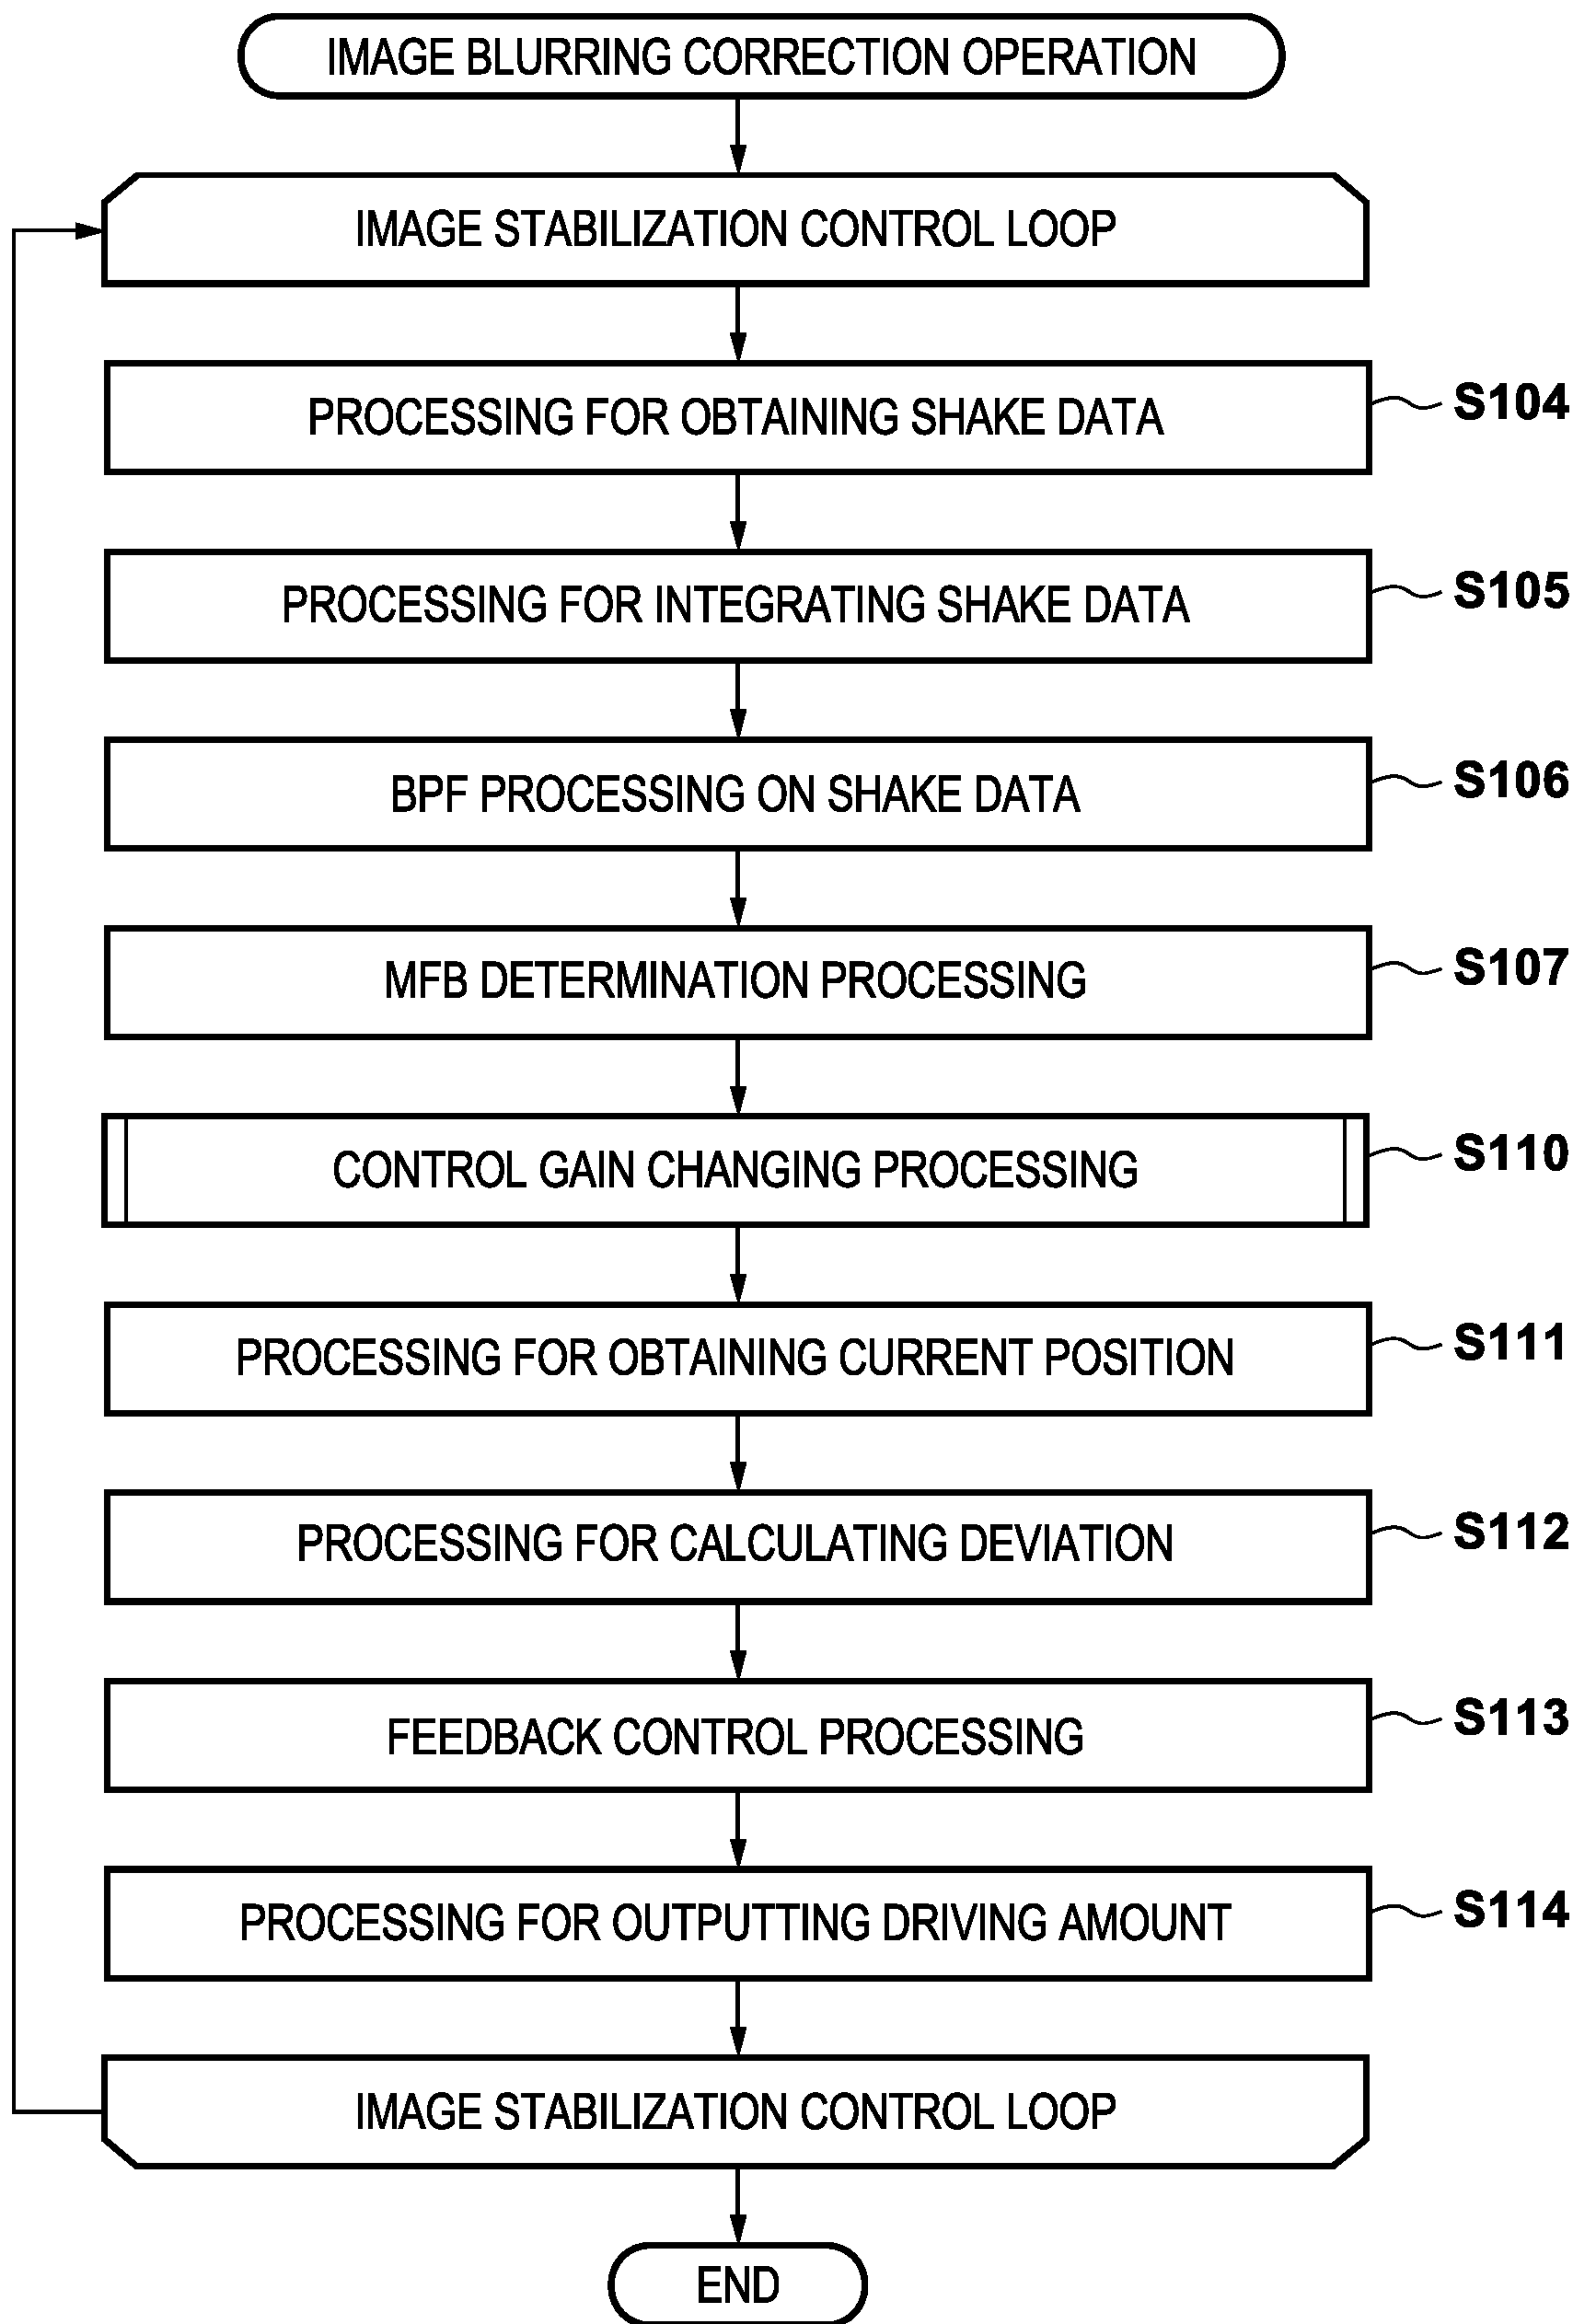 IMAGE BLURRING CORRECTION OPERATION
IMAGE STABILIZATION CONTROL LOOP
PROCESSING FOR OBTAINING SHAKE DATA
S104
PROCESSING FOR INTEGRATING SHAKE DATA
S105
BPF PROCESSING ON SHAKE DATA
S106
MFB DETERMINATION PROCESSING
S107
CONTROL GAIN CHANGING PROCESSING
S110
PROCESSING FOR OBTAINING CURRENT POSITION
S111
PROCESSING FOR CALCULATING DEVIATION
S112
FEEDBACK CONTROL PROCESSING
S113
PROCESSING FOR OUTPUTTING DRIVING AMOUNT
S114
IMAGE STABILIZATION CONTROL LOOP
END